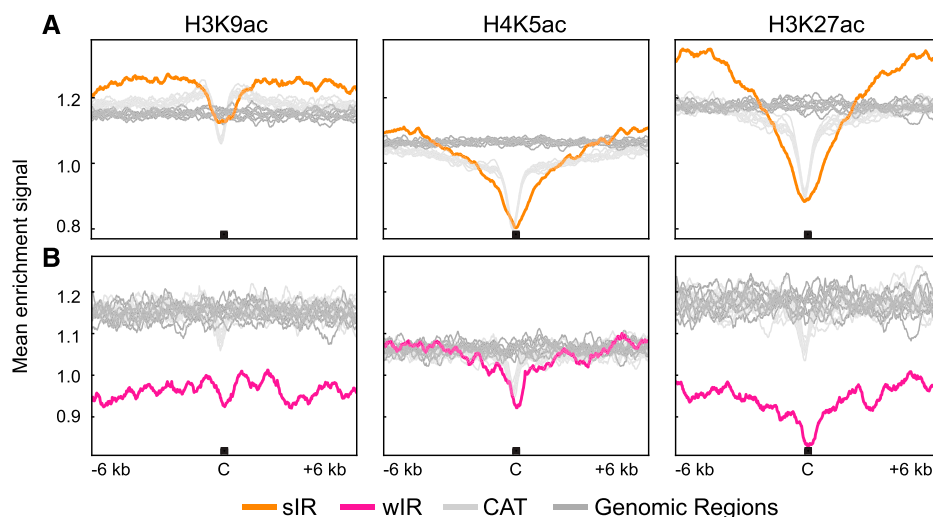 A
H3K9ac H4K5ac H3K27ac
Mean enrichment signal
1.2
1.0
0.8
B
1.2
1.1
1.0
0.9
-6 kb C +6 kb -6 kb C +6 kb -6 kb C +6 kb
sIR wIR CAT Genomic Regions